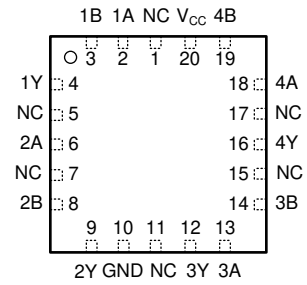 1B 1A NC VCC 4B
3 2 1 20 19
1Y 4 18 4A
NC 5 17 NC
2A 6 16 4Y
NC 7 15 NC
2B 8 14 3B
9 10 11 12 13
2Y GND NC 3Y 3A